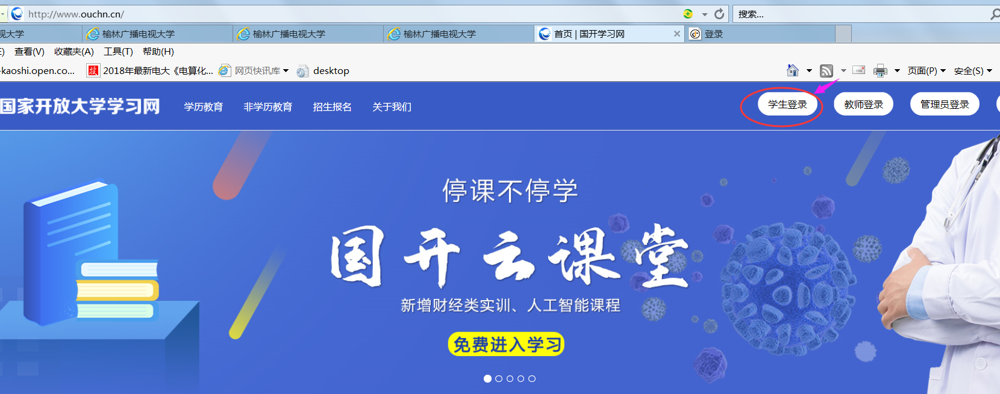 http://www.ouchn.cn/
搜索...
视大学
榆林广播电视大学
榆林广播电视大学
榆林广播电视大学
首页 | 国开学习网
登录
查看(V) 收藏夹(A) 工具(T) 帮助(H)
-kaoshi.open.co...
2018年最新电大《电算化...
网页快讯库
desktop
页面(P)
安全(S)
国家开放大学学习网
学历教育
非学历教育
招生报名
关于我们
学生登录
教师登录
管理员登录
停课不停学
国开云课堂
新增财经类实训、人工智能课程
免费进入学习